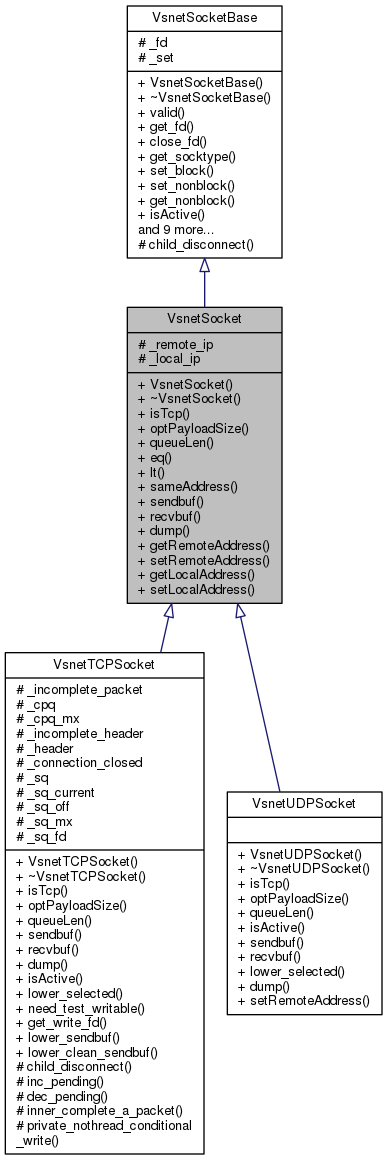 VsnetSocketBase
# _fd
# _set
+ VsnetSocketBase()
+ ~VsnetSocketBase()
+ valid()
+ get_fd()
+ close_fd()
+ get_socktype()
+ set_block()
+ set_nonblock()
+ get_nonblock()
+ isActive()
and 9 more...
# child_disconnect()
VsnetSocket
# _remote_ip
# _local_ip
+ VsnetSocket()
+ ~VsnetSocket()
+ isTcp()
+ optPayloadSize()
+ queueLen()
+ eq()
+ lt()
+ sameAddress()
+ sendbuf()
+ recvbuf()
+ dump()
+ getRemoteAddress()
+ setRemoteAddress()
+ getLocalAddress()
+ setLocalAddress()
VsnetTCPSocket
# _incomplete_packet
# _cpq
# _cpq_mx
# _incomplete_header
# _header
# _connection_closed
# _sq
# _sq_current
# _sq_off
# _sq_mx
# _sq_fd
+ VsnetTCPSocket()
+ ~VsnetTCPSocket()
+ isTcp()
+ optPayloadSize()
+ queueLen()
+ sendbuf()
+ recvbuf()
+ dump()
+ isActive()
+ lower_selected()
+ need_test_writable()
+ get_write_fd()
+ lower_sendbuf()
+ lower_clean_sendbuf()
# child_disconnect()
# inc_pending()
# dec_pending()
# inner_complete_a_packet()
# private_nothread_conditional
_write()
VsnetUDPSocket
+ VsnetUDPSocket()
+ ~VsnetUDPSocket()
+ isTcp()
+ optPayloadSize()
+ queueLen()
+ isActive()
+ sendbuf()
+ recvbuf()
+ lower_selected()
+ dump()
+ setRemoteAddress()